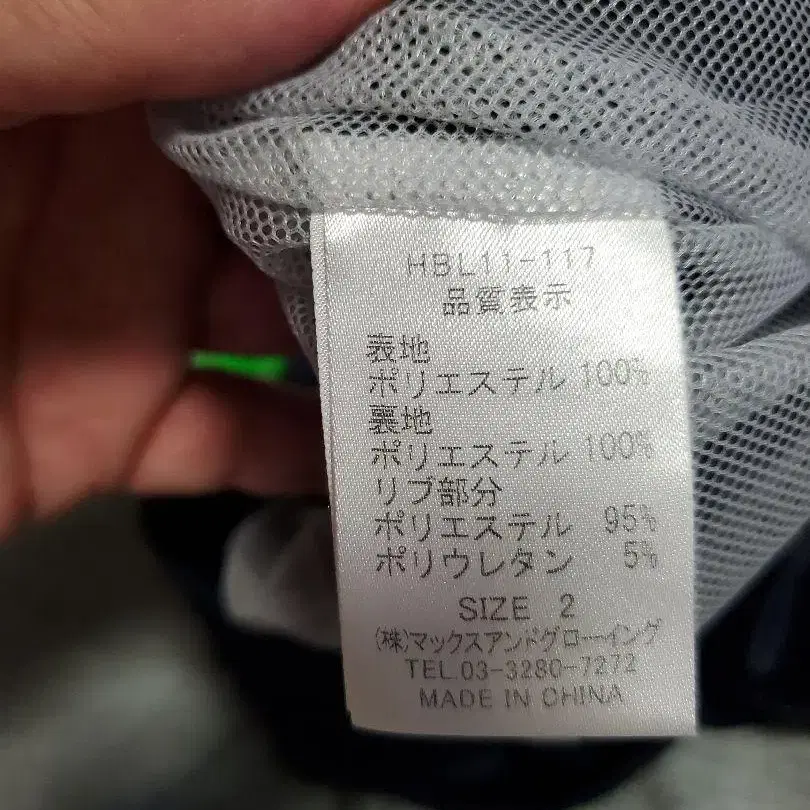 HBL11-117
品質表示
表地
ポリエステル 100%
裏地
ポリエステル 100%
リブ部分
ポリエステル 95%
ポリウレタン 5%
SIZE 2
(株)マックスアンドグローイング
TEL.03-3280-7272
MADE IN CHINA